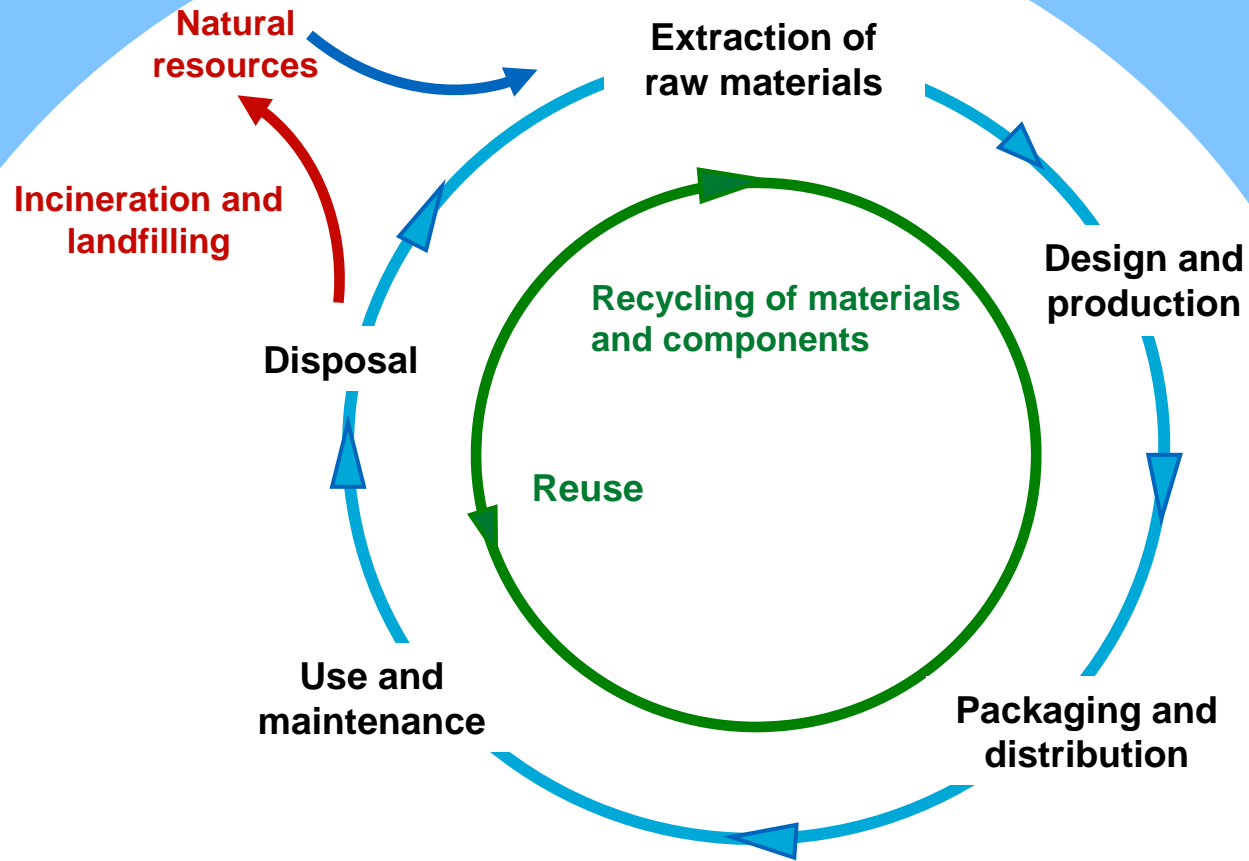 Natural
resources
Extraction of
raw materials
Incineration and
landfilling
Design and
production
Recycling of materials
and components
Disposal
Reuse
Use and
maintenance
Packaging and
distribution